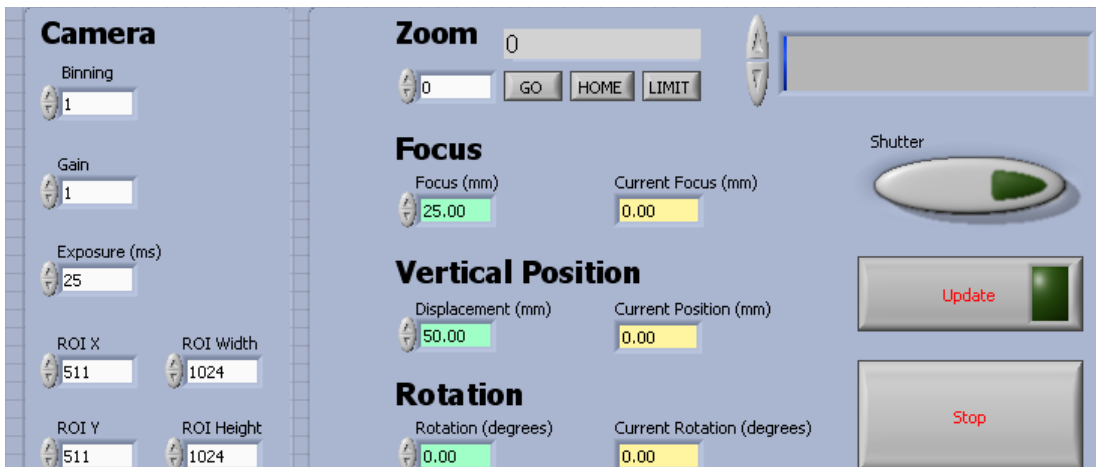 Camera
Binning
1
Gain
1
Exposure (ms)
25
ROI X ROI Width
511 1024
ROI Y ROI Height
511 1024
Zoom 0
0 GO HOME LIMIT
Focus
Focus (mm) Current Focus (mm)
25.00 0.00
Vertical Position
Displacement (mm) Current Position (mm)
50.00 0.00
Rotation
Rotation (degrees) Current Rotation (degrees)
0.00 0.00
Shutter
Update
Stop